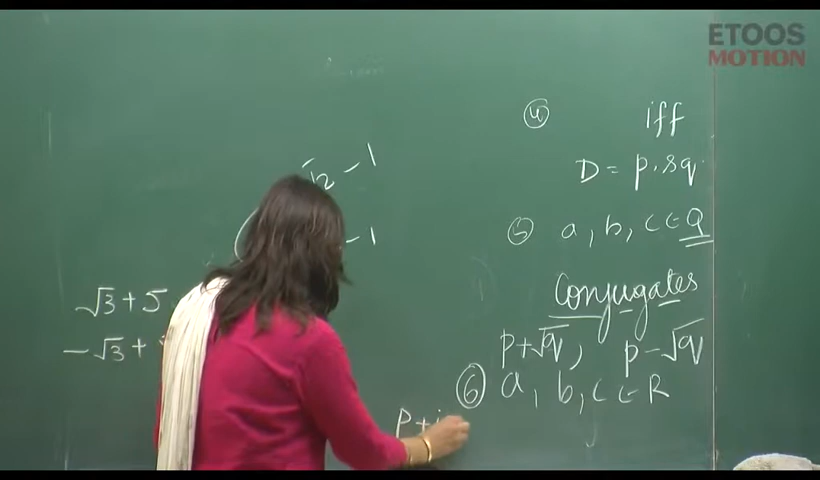 ETOOS
MOTION
④ iff
D = p.sq.
√2 - 1
- 1
⑤ a, b, c ∈ Q
Conjugates
√3 + 5
p+√q, p-√q
-√3 +
⑥ a, b, c ∈ R
P + i